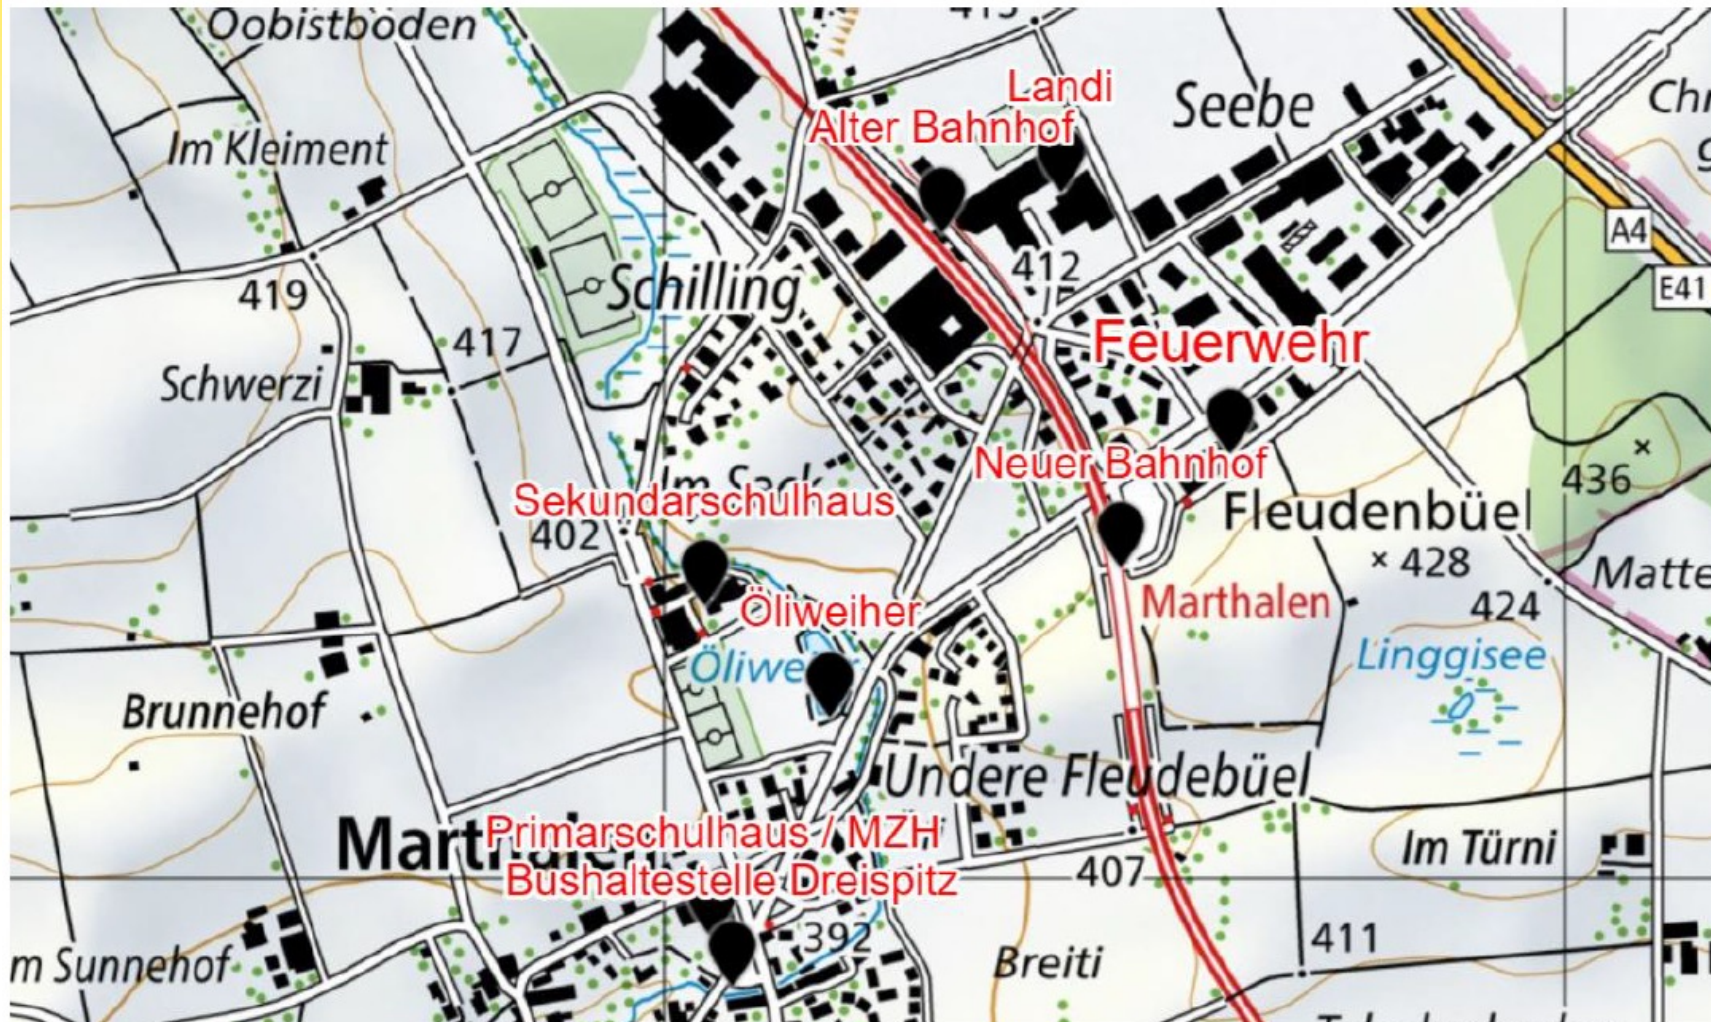 Oobistboden
Landi
Seebe
Alter Bahnhof
Im Kleiment
A4
412
E41
Schilling
419
417
Feuerwehr
Schwerzi
Neuer Bahnhof
Im Sack
436
Sekundarschulhaus
Fleudenbüel
402
428
Matte
Marthalen
424
Öliweiher
Linggisee
Brunnehof
Undere Fleudebüel
Primarschulhaus / MZH
Im Türni
407
Bushaltestelle Dreispitz
392
411
m Sunnehof
Breiti